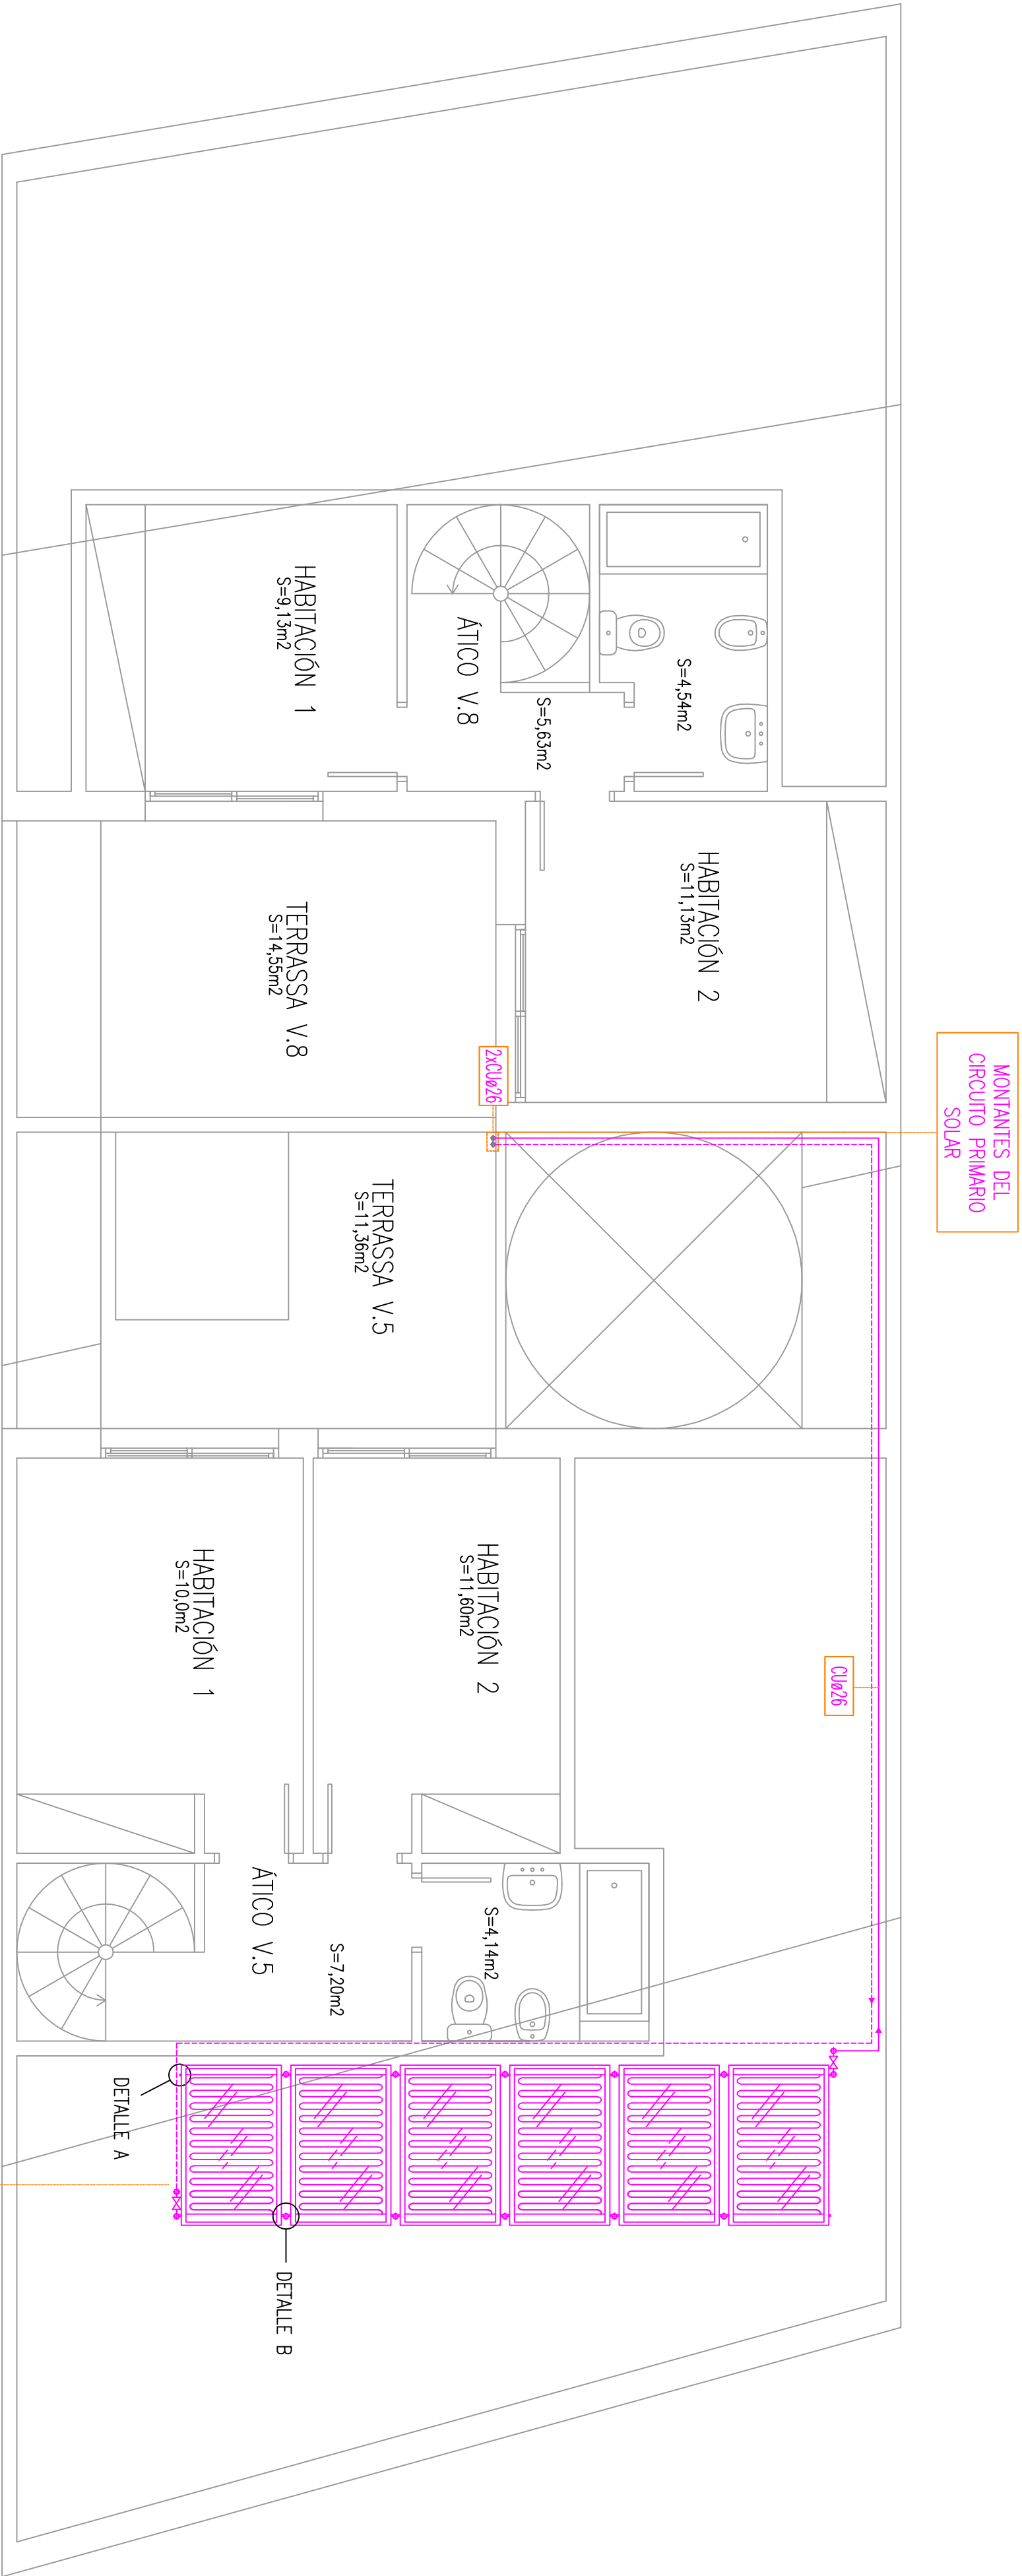 MONTANTES DEL
CIRCUITO PRIMARIO
SOLAR
HABITACIÓN 1
S=9,13m2
ÁTICO V.8
S=5,63m2
S=4,54m2
HABITACIÓN 2
S=11,13m2
TERRASSA V.8
S=14,55m2
2xCUø26
TERRASSA V.5
S=11,36m2
CUø26
HABITACIÓN 2
S=11,60m2
HABITACIÓN 1
S=10,0m2
ÁTICO V.5
S=7,20m2
S=4,14m2
DETALLE A
DETALLE B